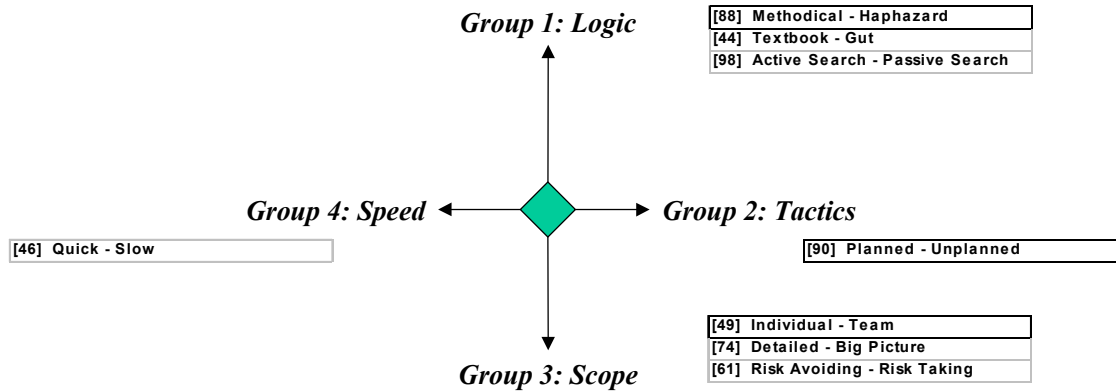 Group 1: Logic
[88] Methodical - Haphazard
[44] Textbook - Gut
[98] Active Search - Passive Search
Group 4: Speed
Group 2: Tactics
[46] Quick - Slow
[90] Planned - Unplanned
[49] Individual - Team
[74] Detailed - Big Picture
[61] Risk Avoiding - Risk Taking
Group 3: Scope